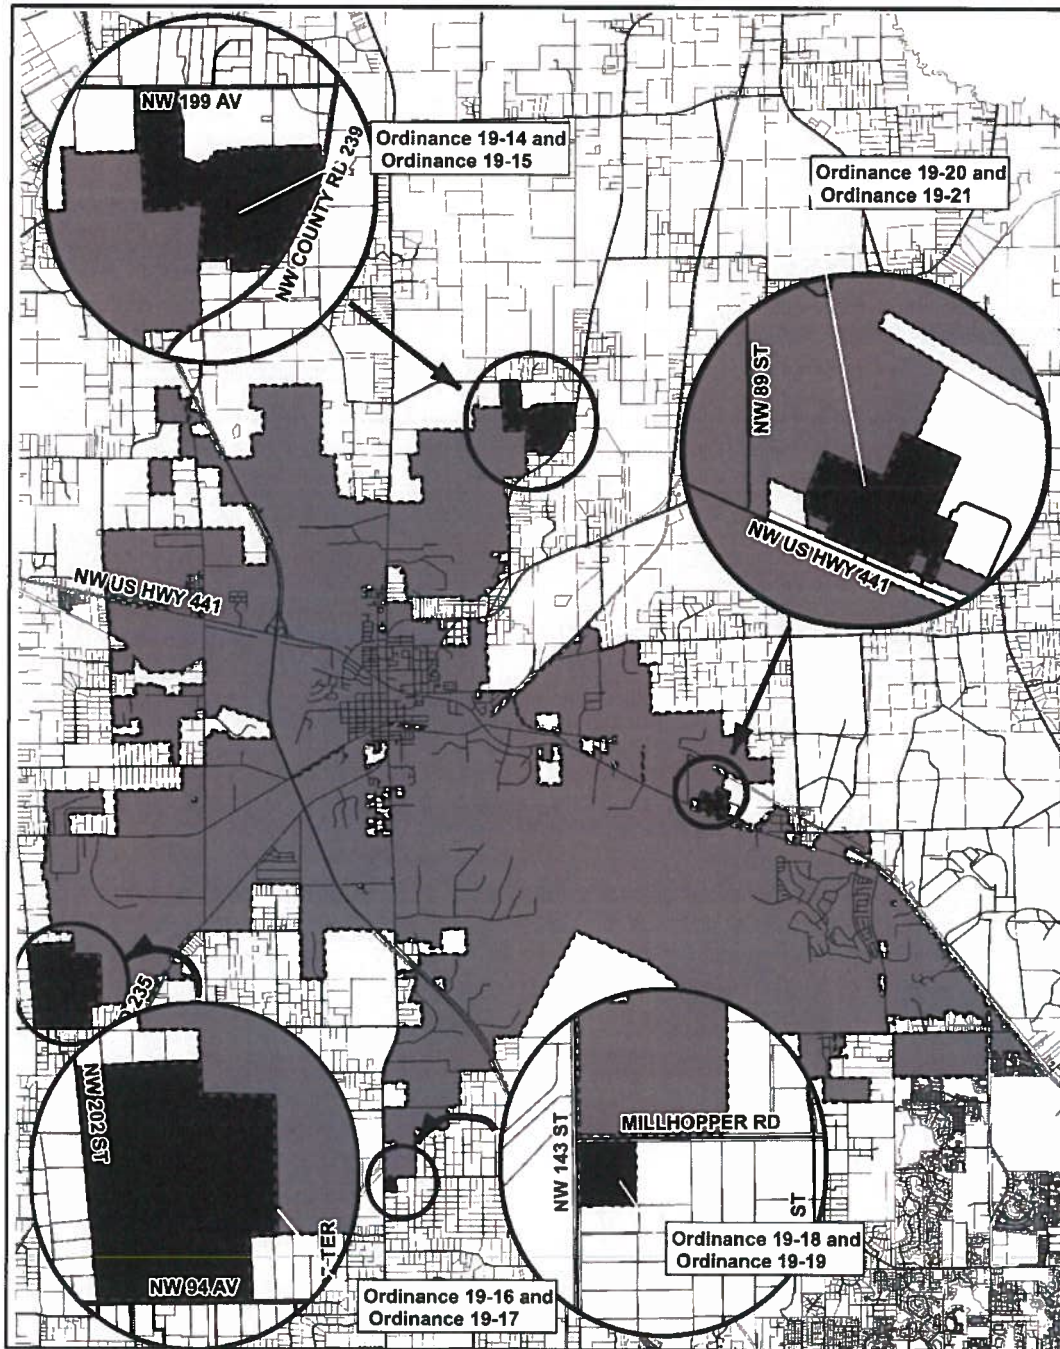 NW 199 AV
NW COUNTY RD 239
Ordinance 19-14 and
Ordinance 19-15
Ordinance 19-20 and
Ordinance 19-21
NW 89 ST
NW US HWY 441
NW US HWY 441
235
NW 202 ST
NW 94 AV
TER
Ordinance 19-16 and
Ordinance 19-17
NW 143 ST
MILLHOPPER RD
ST
Ordinance 19-18 and
Ordinance 19-19